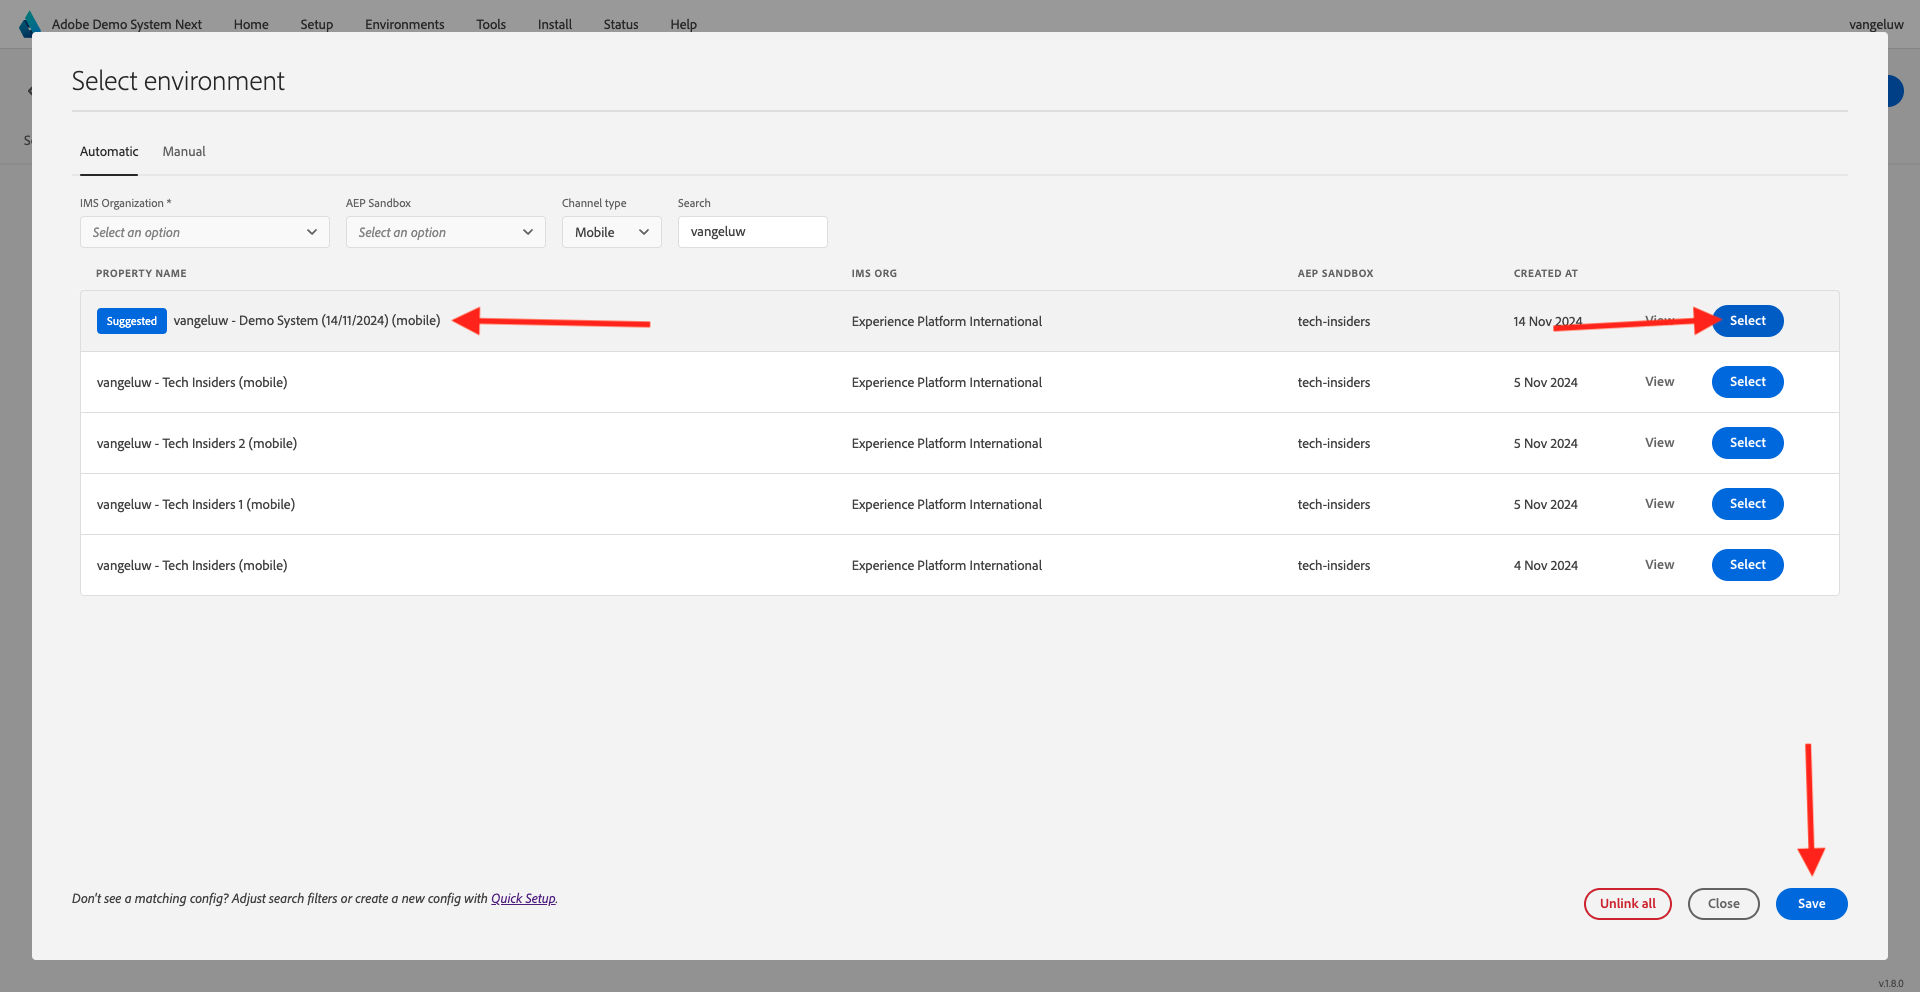 Adobe Demo System Next Home Setup Environments Tools Install Status Help vangeluw
Select environment
Automatic Manual
IMS Organization * AEP Sandbox Channel type Search
Select an option Select an option Mobile vangeluw
PROPERTY NAME IMS ORG AEP SANDBOX CREATED AT
Suggested vangeluw - Demo System (14/11/2024) (mobile) Experience Platform International tech-insiders 14 Nov 2024 View Select
vangeluw - Tech Insiders (mobile) Experience Platform International tech-insiders 5 Nov 2024 View Select
vangeluw - Tech Insiders 2 (mobile) Experience Platform International tech-insiders 5 Nov 2024 View Select
vangeluw - Tech Insiders 1 (mobile) Experience Platform International tech-insiders 5 Nov 2024 View Select
vangeluw - Tech Insiders (mobile) Experience Platform International tech-insiders 4 Nov 2024 View Select
Don't see a matching config? Adjust search filters or create a new config with Quick Setup.
Unlink all Close Save
v.1.8.0